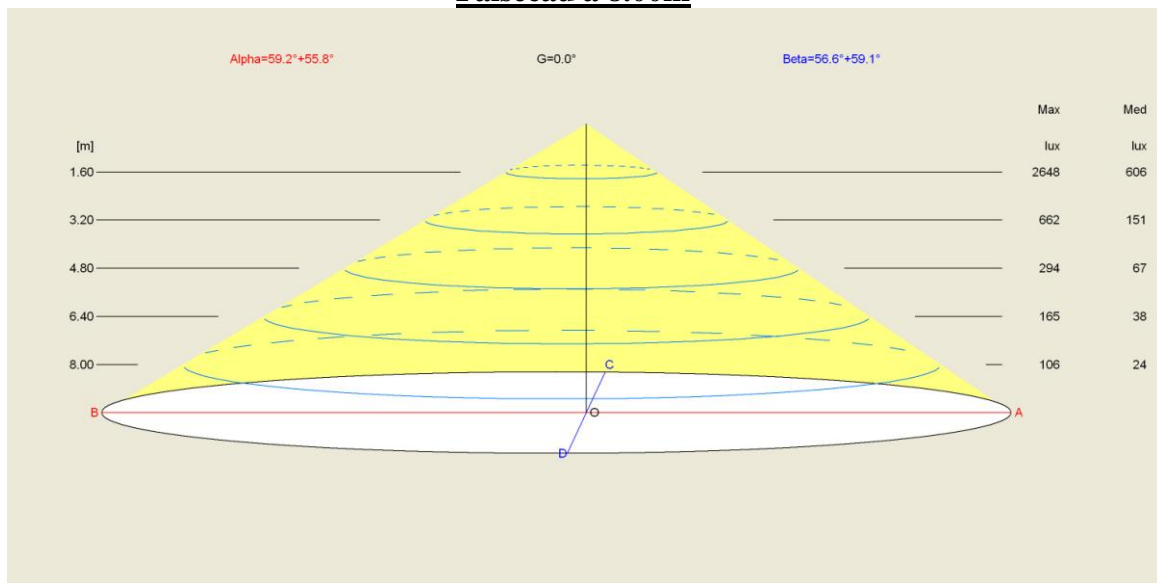 Alpha=59.2°+55.8° G=0.0° Beta=56.6°+59.1°
Max Med
[m] lux lux
1.60 2648 606
3.20 662 151
4.80 294 67
6.40 165 38
8.00 106 24
C
B O A
D